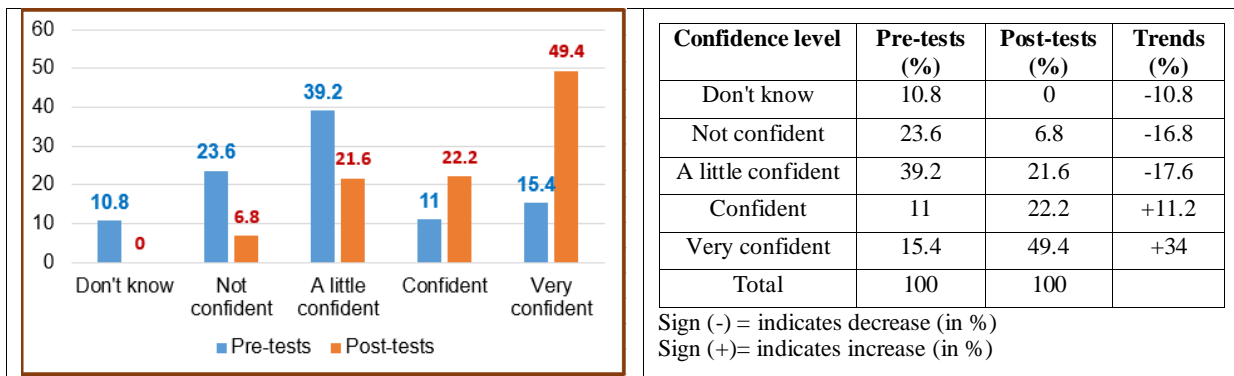 60
50
40
30
20
10
0
10.8
0
23.6
6.8
39.2
21.6
11
22.2
15.4
49.4
Don't know
Not
confident
A little
confident
Confident
Very
confident
Pre-tests Post-tests
Confidence level Pre-tests (%) Post-tests (%) Trends (%)
Don't know 10.8 0 -10.8
Not confident 23.6 6.8 -16.8
A little confident 39.2 21.6 -17.6
Confident 11 22.2 +11.2
Very confident 15.4 49.4 +34
Total 100 100
Sign (-) = indicates decrease (in %)
Sign (+)= indicates increase (in %)